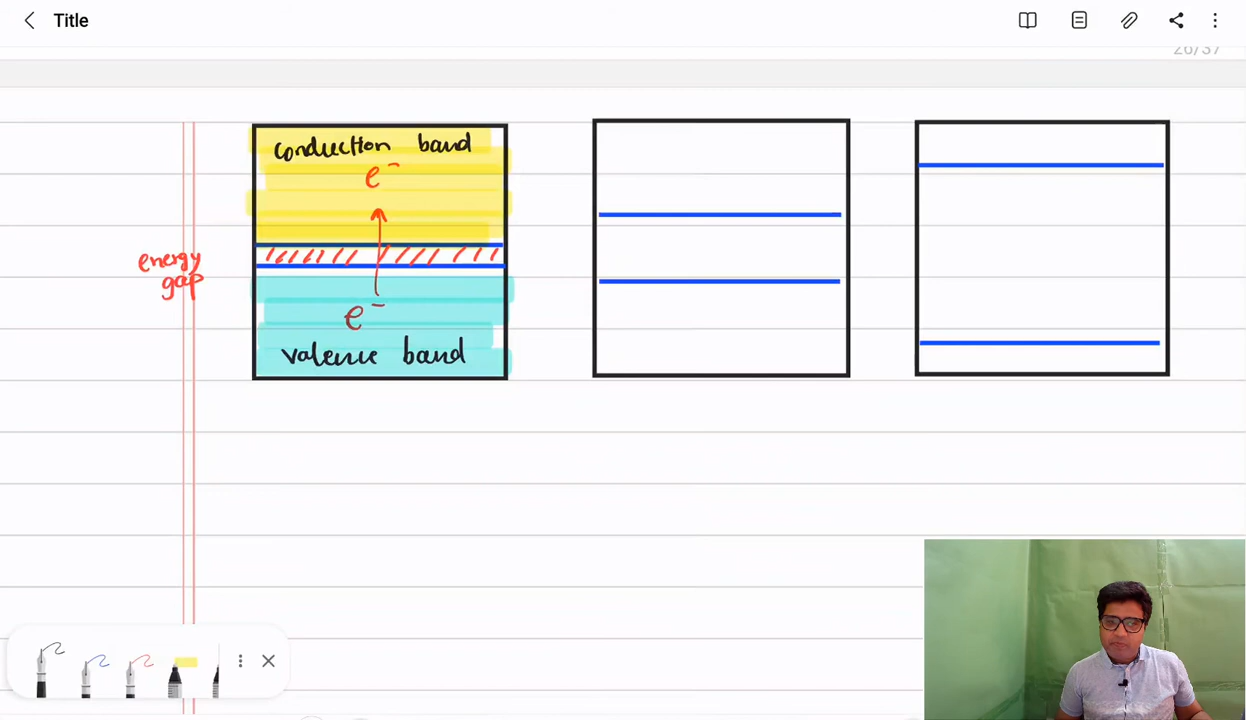 Title
26/37
conduction band
e⁻
energy
gap
e⁻
valence band